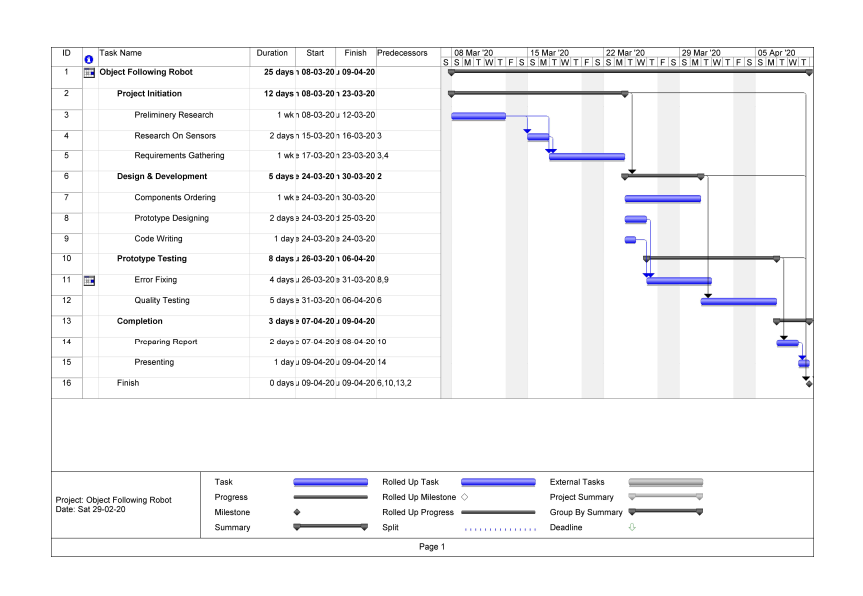 ID Task Name Duration Start Finish Predecessors 08 Mar '20 15 Mar '20 22 Mar '20 29 Mar '20 05 Apr '20
S S M T W T F S S M T W T F S S M T W T F S S M T W T F S S M T W T
1 Object Following Robot 25 days 08-03-20 09-04-20
2 Project Initiation 12 days 08-03-20 23-03-20
3 Preliminery Research 1 wk 08-03-20 12-03-20
4 Research On Sensors 2 days 15-03-20 16-03-20 3
5 Requirements Gathering 1 wk 17-03-20 23-03-20 3,4
6 Design & Development 5 days 24-03-20 30-03-20 2
7 Components Ordering 1 wk 24-03-20 30-03-20
8 Prototype Designing 2 days 24-03-20 25-03-20
9 Code Writing 1 day 24-03-20 24-03-20
10 Prototype Testing 8 days 26-03-20 06-04-20
11 Error Fixing 4 days 26-03-20 31-03-20 8,9
12 Quality Testing 5 days 31-03-20 06-04-20 6
13 Completion 3 days 07-04-20 09-04-20
14 Preparing Report 2 days 07-04-20 08-04-20 10
15 Presenting 1 day 09-04-20 09-04-20 14
16 Finish 0 days 09-04-20 09-04-20 6,10,13,2
Project: Object Following Robot
Date: Sat 29-02-20
Task Rolled Up Task External Tasks
Progress Rolled Up Milestone Project Summary
Milestone Rolled Up Progress Group By Summary
Summary Split Deadline
Page 1